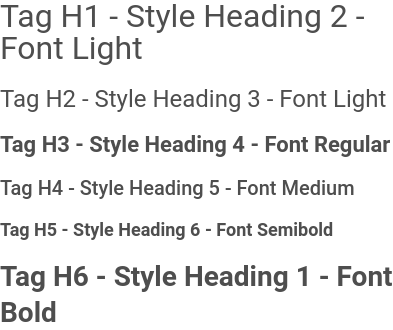 Tag H1 - Style Heading 2 -
Font Light
Tag H2 - Style Heading 3 - Font Light
Tag H3 - Style Heading 4 - Font Regular
Tag H4 - Style Heading 5 - Font Medium
Tag H5 - Style Heading 6 - Font Semibold
Tag H6 - Style Heading 1 - Font
Bold